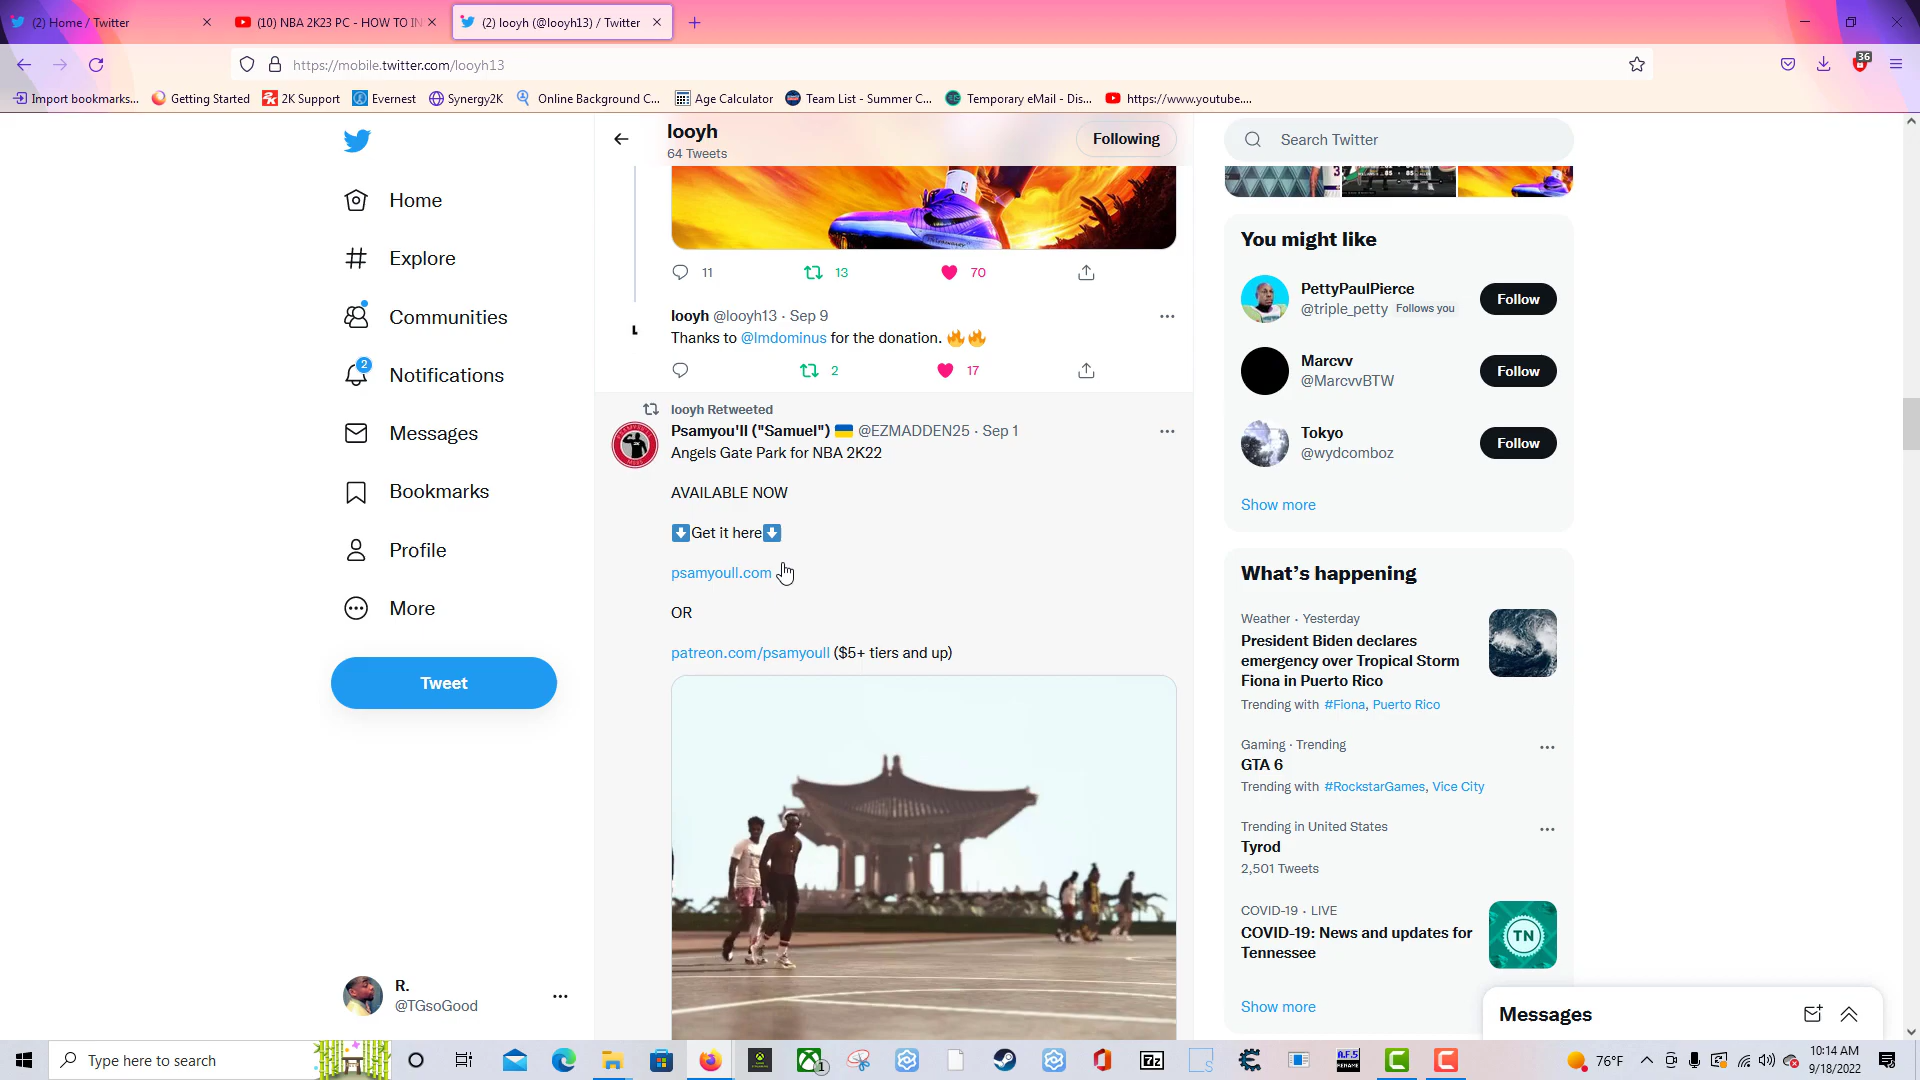 (2) Home / Twitter
(10) NBA 2K23 PC - HOW TO IN
(2) looyh (@looyh13) / Twitter
https://mobile.twitter.com/looyh13
36
Import bookmarks...
Getting Started
2K Support
Evernest
Synergy2K
Online Background C...
Age Calculator
Team List - Summer C...
Temporary eMail - Dis...
https://www.youtube....
Home
Explore
Communities
2
Notifications
Messages
Bookmarks
Profile
More
Tweet
R.
@TGsoGood
looyh
64 Tweets
Following
11
13
70
looyh @looyh13 · Sep 9
Thanks to @Imdominus for the donation. 🔥🔥
2
17
looyh Retweeted
Psamyou'll ("Samuel") 🇺🇦 @EZMADDEN25 · Sep 1
Angels Gate Park for NBA 2K22
AVAILABLE NOW
⬇️Get it here⬇️
psamyoull.com
OR
patreon.com/psamyoull ($5+ tiers and up)
Search Twitter
You might like
PettyPaulPierce
@triple_petty Follows you
Follow
Marcvv
@MarcvvBTW
Follow
Tokyo
@wydcomboz
Follow
Show more
What's happening
Weather · Yesterday
President Biden declares
emergency over Tropical Storm
Fiona in Puerto Rico
Trending with #Fiona, Puerto Rico
Gaming · Trending
GTA 6
Trending with #RockstarGames, Vice City
Trending in United States
Tyrod
2,501 Tweets
COVID-19 · LIVE
COVID-19: News and updates for
Tennessee
TN
Show more
Messages
Type here to search
1
7z
A.F.5
RENAME
76°F
10:14 AM
9/18/2022